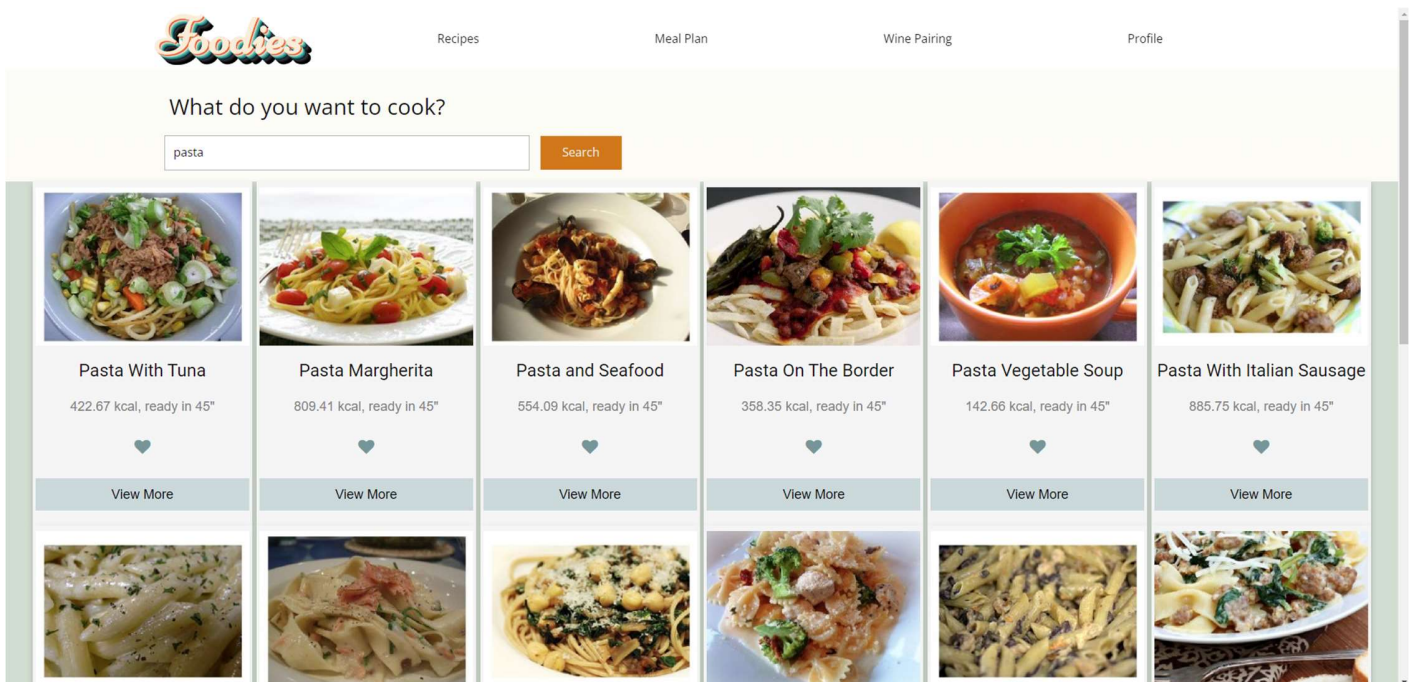 Foodies
Recipes
Meal Plan
Wine Pairing
Profile
What do you want to cook?
pasta
Search
Pasta With Tuna
422.67 kcal, ready in 45"
View More
Pasta Margherita
809.41 kcal, ready in 45"
View More
Pasta and Seafood
554.09 kcal, ready in 45"
View More
Pasta On The Border
358.35 kcal, ready in 45"
View More
Pasta Vegetable Soup
142.66 kcal, ready in 45"
View More
Pasta With Italian Sausage
885.75 kcal, ready in 45"
View More